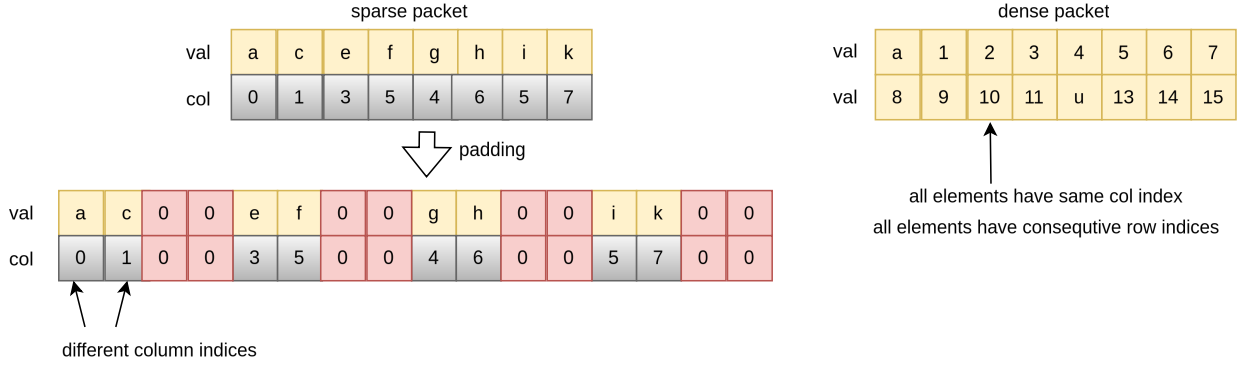 sparse packet
val a c e f g h i k
col 0 1 3 5 4 6 5 7
padding
val a c 0 0 e f 0 0 g h 0 0 i k 0 0
col 0 1 0 0 3 5 0 0 4 6 0 0 5 7 0 0
different column indices
dense packet
val a 1 2 3 4 5 6 7
val 8 9 10 11 u 13 14 15
all elements have same col index
all elements have consequtive row indices